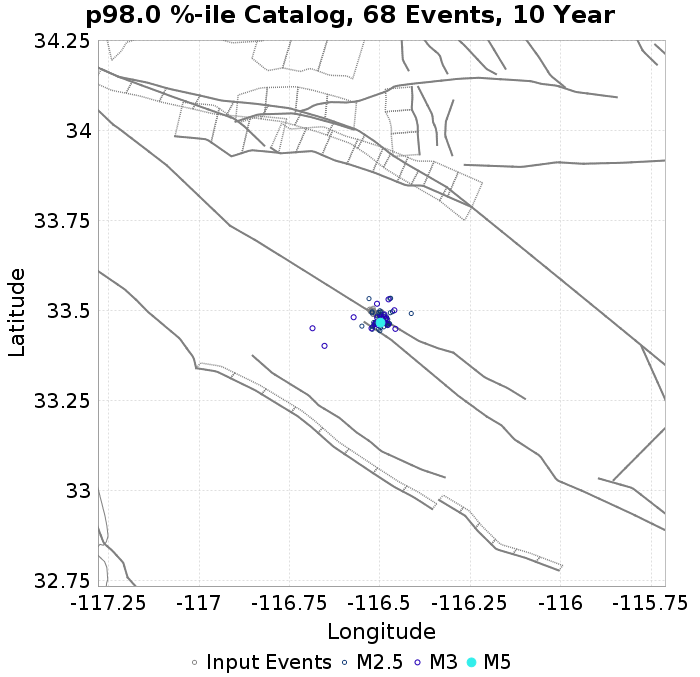 p98.0 %-ile Catalog, 68 Events, 10 Year
34.25
34
33.75
33.5
33.25
33
32.75
Latitude
-117.25 -117 -116.75 -116.5 -116.25 -116 -115.75
Longitude
Input Events M2.5 M3 M5